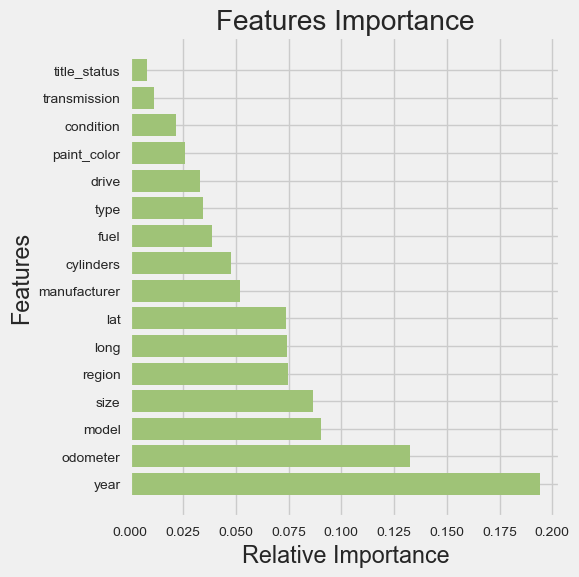 Features Importance
title_status
transmission
condition
paint_color
drive
type
fuel
cylinders
manufacturer
lat
long
region
size
model
odometer
year
Features
0.000 0.025 0.050 0.075 0.100 0.125 0.150 0.175 0.200
Relative Importance